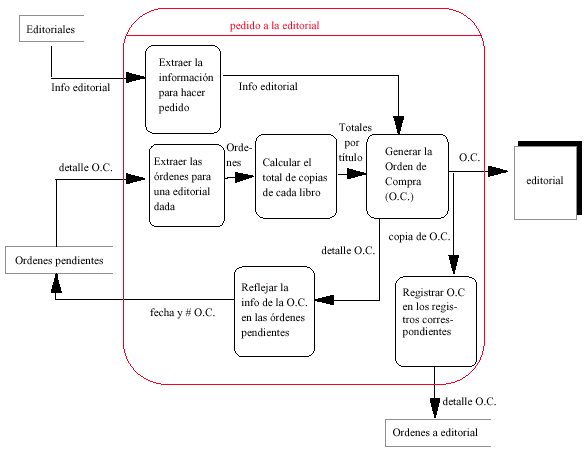 pedido a la editorial
Editoriales
Info editorial
Extraer la
información
para hacer
pedido
Info editorial
detalle O.C.
Extraer las
órdenes para
una editorial
dada
Orde-
nes
Calcular el
total de copias
de cada libro
Totales
por
título
Generar la
Orden de
Compra
(O.C.)
O.C.
editorial
Ordenes pendientes
fecha y # O.C.
Reflejar la
info de la O.C.
en las órdenes
pendientes
detalle O.C.
copia de O.C.
Registrar O.C
en los regis-
tros corres-
pondientes
detalle O.C.
Ordenes a editorial